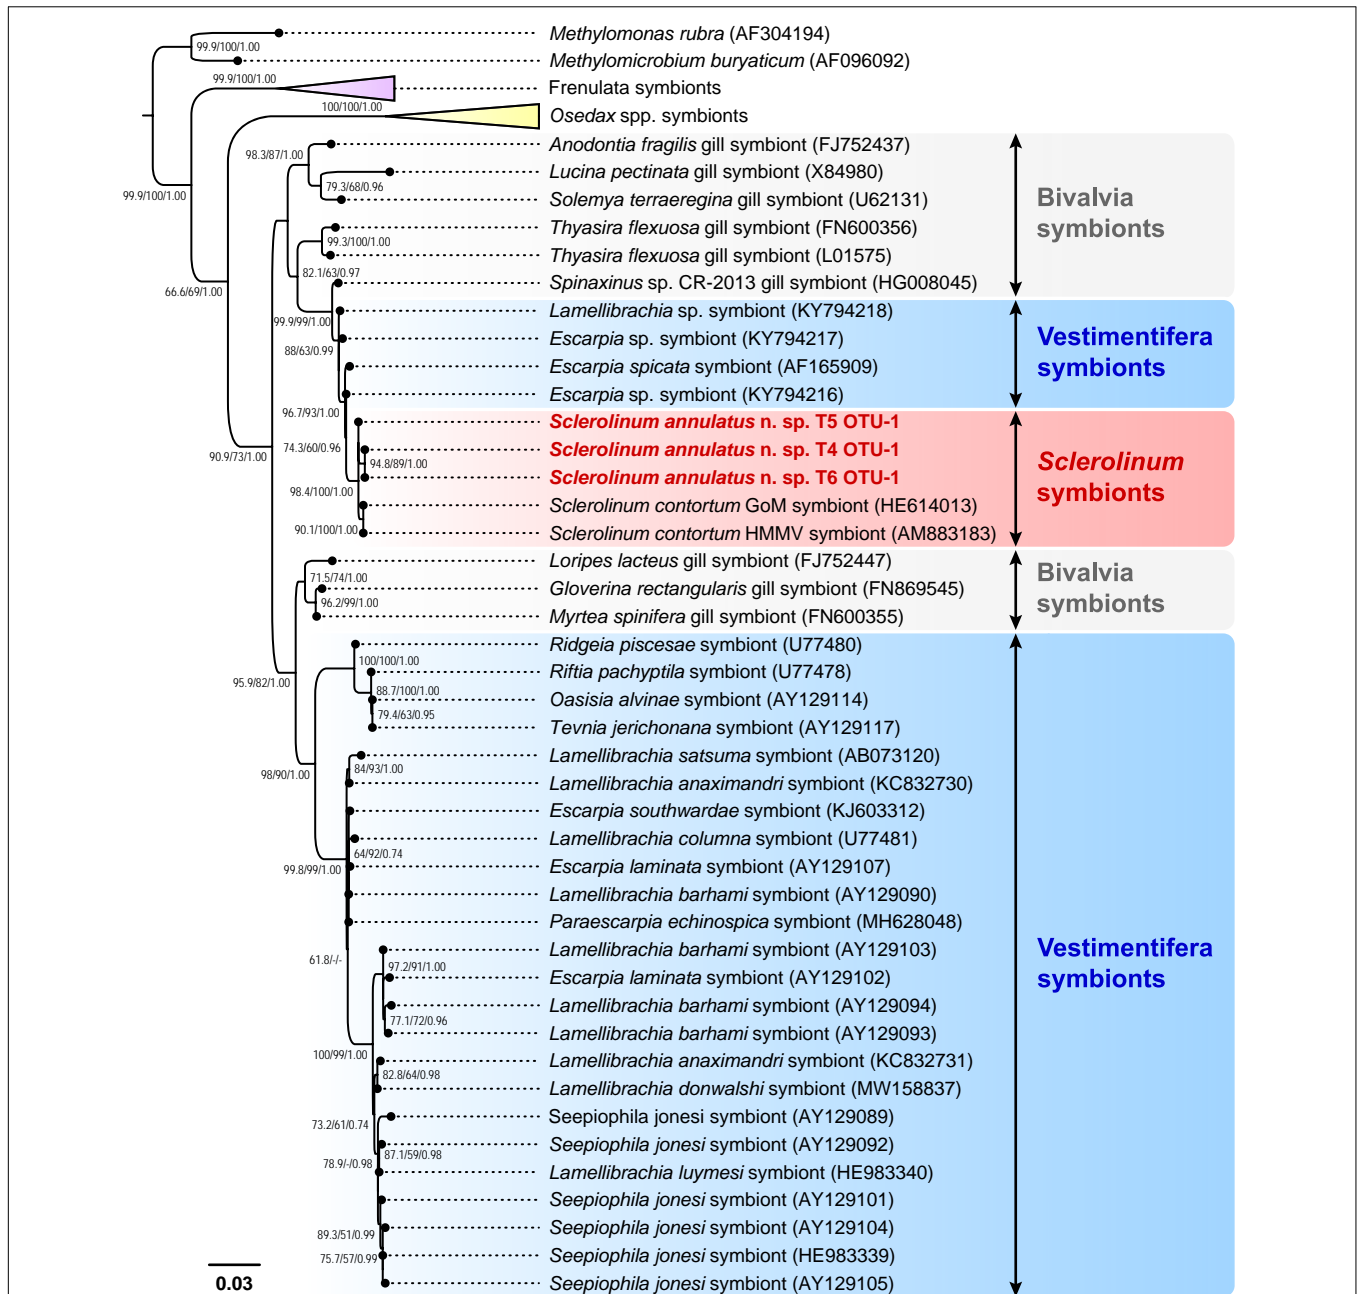 Methylomonas rubra (AF304194)
99.9/100/1.00
Methylomicrobium buryaticum (AF096092)
99.9/100/1.00
Frenulata symbionts
100/100/1.00
Osedax spp. symbionts
Anodontia fragilis gill symbiont (FJ752437)
98.3/87/1.00
Lucina pectinata gill symbiont (X84980)
79.3/68/0.96
99.9/100/1.00
Solemya terraeregina gill symbiont (U62131)
Bivalvia
symbionts
Thyasira flexuosa gill symbiont (FN600356)
99.3/100/1.00
Thyasira flexuosa gill symbiont (L01575)
82.1/63/0.97
Spinaxinus sp. CR-2013 gill symbiont (HG008045)
66.6/69/1.00
Lamellibrachia sp. symbiont (KY794218)
99.9/99/1.00
Escarpia sp. symbiont (KY794217)
88/63/0.99
Vestimentifera
symbionts
Escarpia spicata symbiont (AF165909)
Escarpia sp. symbiont (KY794216)
96.7/93/1.00
Sclerolinum annulatus n. sp. T5 OTU-1
74.3/60/0.96
Sclerolinum annulatus n. sp. T4 OTU-1
90.9/73/1.00
94.8/89/1.00
Sclerolinum
symbionts
Sclerolinum annulatus n. sp. T6 OTU-1
98.4/100/1.00
Sclerolinum contortum GoM symbiont (HE614013)
90.1/100/1.00
Sclerolinum contortum HMMV symbiont (AM883183)
Loripes lacteus gill symbiont (FJ752447)
71.5/74/1.00
Bivalvia
symbionts
Gloverina rectangularis gill symbiont (FN869545)
96.2/99/1.00
Myrtea spinifera gill symbiont (FN600355)
Ridgeia piscesae symbiont (U77480)
100/100/1.00
Riftia pachyptila symbiont (U77478)
95.9/82/1.00
88.7/100/1.00
Oasisia alvinae symbiont (AY129114)
79.4/63/0.95
Tevnia jerichonana symbiont (AY129117)
Lamellibrachia satsuma symbiont (AB073120)
84/93/1.00
98/90/1.00
Lamellibrachia anaximandri symbiont (KC832730)
Escarpia southwardae symbiont (KJ603312)
Lamellibrachia columna symbiont (U77481)
64/92/0.74
Escarpia laminata symbiont (AY129107)
99.8/99/1.00
Lamellibrachia barhami symbiont (AY129090)
Paraescarpia echinospica symbiont (MH628048)
Lamellibrachia barhami symbiont (AY129103)
61.8/-/-
97.2/91/1.00
Vestimentifera
symbionts
Escarpia laminata symbiont (AY129102)
Lamellibrachia barhami symbiont (AY129094)
77.1/72/0.96
Lamellibrachia barhami symbiont (AY129093)
100/99/1.00
Lamellibrachia anaximandri symbiont (KC832731)
82.8/64/0.98
Lamellibrachia donwalshi symbiont (MW158837)
Seepiophila jonesi symbiont (AY129089)
73.2/61/0.74
Seepiophila jonesi symbiont (AY129092)
87.1/59/0.98
78.9/-/0.98
Lamellibrachia luymesi symbiont (HE983340)
Seepiophila jonesi symbiont (AY129101)
Seepiophila jonesi symbiont (AY129104)
89.3/51/0.99
Seepiophila jonesi symbiont (HE983339)
75.7/57/0.99
Seepiophila jonesi symbiont (AY129105)
0.03